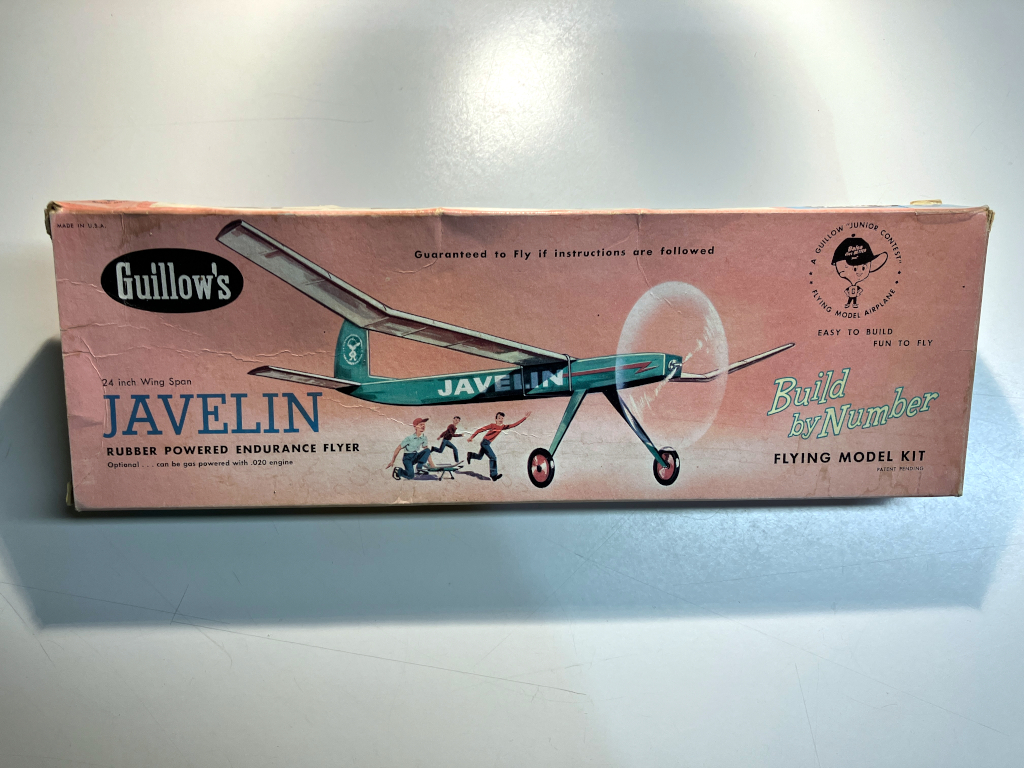 MADE IN U.S.A.
Guillow's
Guaranteed to Fly if instructions are followed
A GUILLOW "JUNIOR CONTEST"
FLYING MODEL AIRPLANE
EASY TO BUILD
FUN TO FLY
JAVELIN
24 inch Wing Span
JAVELIN
RUBBER POWERED ENDURANCE FLYER
Optional . . . can be gas powered with .020 engine
Build
by Number
FLYING MODEL KIT
PATENT PENDING